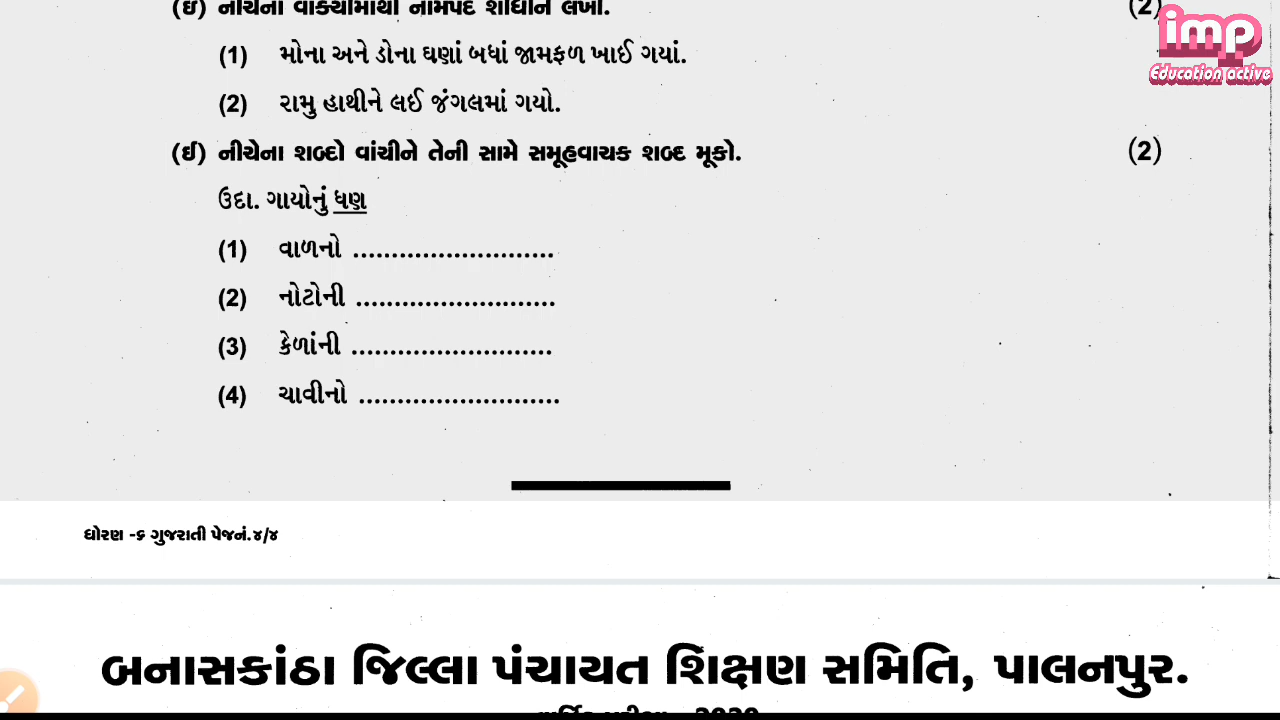 (ઇ) નીચેના વાક્યોમાંથી નામપદ શોધીને લખો. (2)
imp
Education active
(1) મોના અને ડોના ઘણાં બધાં જામફળ ખાઈ ગયાં.
(2) રામુ હાથીને લઈ જંગલમાં ગયો.
(ઈ) નીચેના શબ્દો વાંચીને તેની સામે સમૂહવાચક શબ્દ મૂકો. (2)
ઉદા. ગાયોનું ધણ
(1) વાળનો ..........................
(2) નોટોની ..........................
(3) કેળાંની ..........................
(4) ચાવીનો ..........................
ધોરણ -૬ ગુજરાતી પેજનં.૪/૪
બનાસકાંઠા જિલ્લા પંચાયત શિક્ષણ સમિતિ, પાલનપુર.